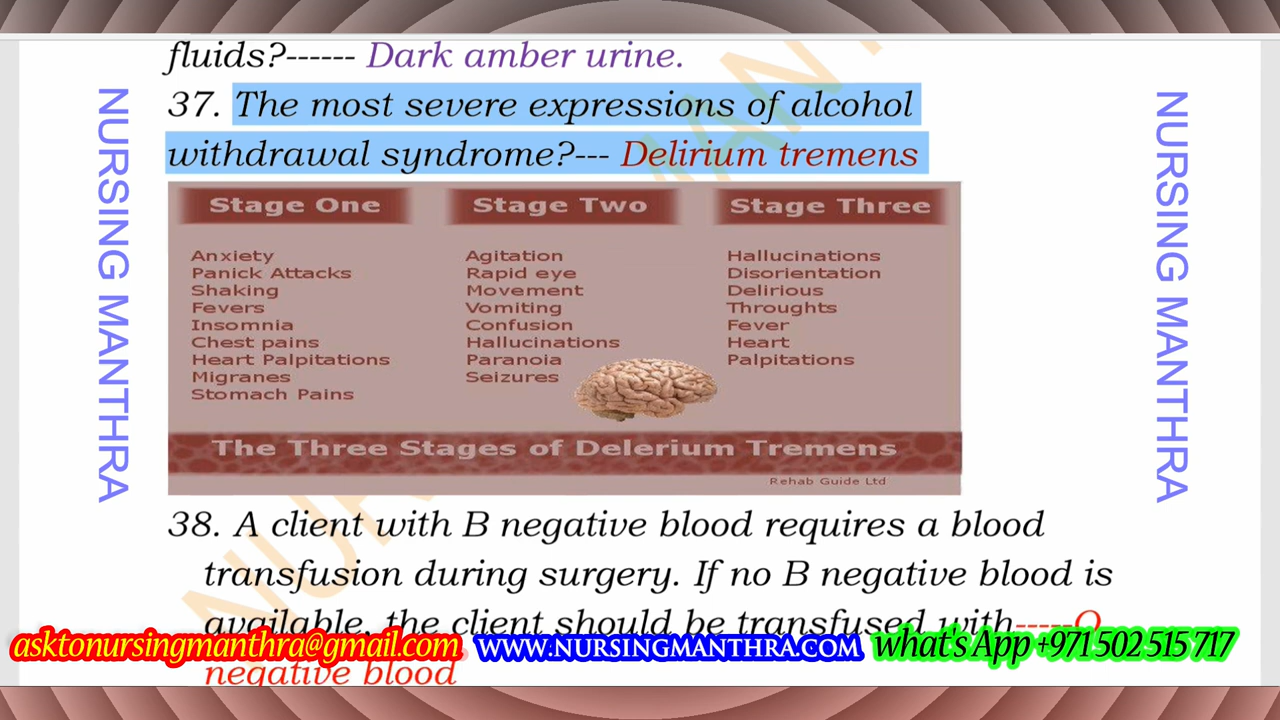 fluids?------ Dark amber urine.
37. The most severe expressions of alcohol
withdrawal syndrome?--- Delirium tremens
NURSING MANTHRA
NURSING MANTHRA
Stage One
Anxiety
Panick Attacks
Shaking
Fevers
Insomnia
Chest pains
Heart Palpitations
Migranes
Stomach Pains
Stage Two
Agitation
Rapid eye
Movement
Vomiting
Confusion
Hallucinations
Paranoia
Seizures
Stage Three
Hallucinations
Disorientation
Delirious
Throughts
Fever
Heart
Palpitations
The Three Stages of Delerium Tremens
Rehab Guide Ltd
38. A client with B negative blood requires a blood
transfusion during surgery. If no B negative blood is
available, the client should be transfused with-----O
negative blood
asktonursingmanthra@gmail.com WWW.NURSINGMANTHRA.COM what's App +971 502 515 717